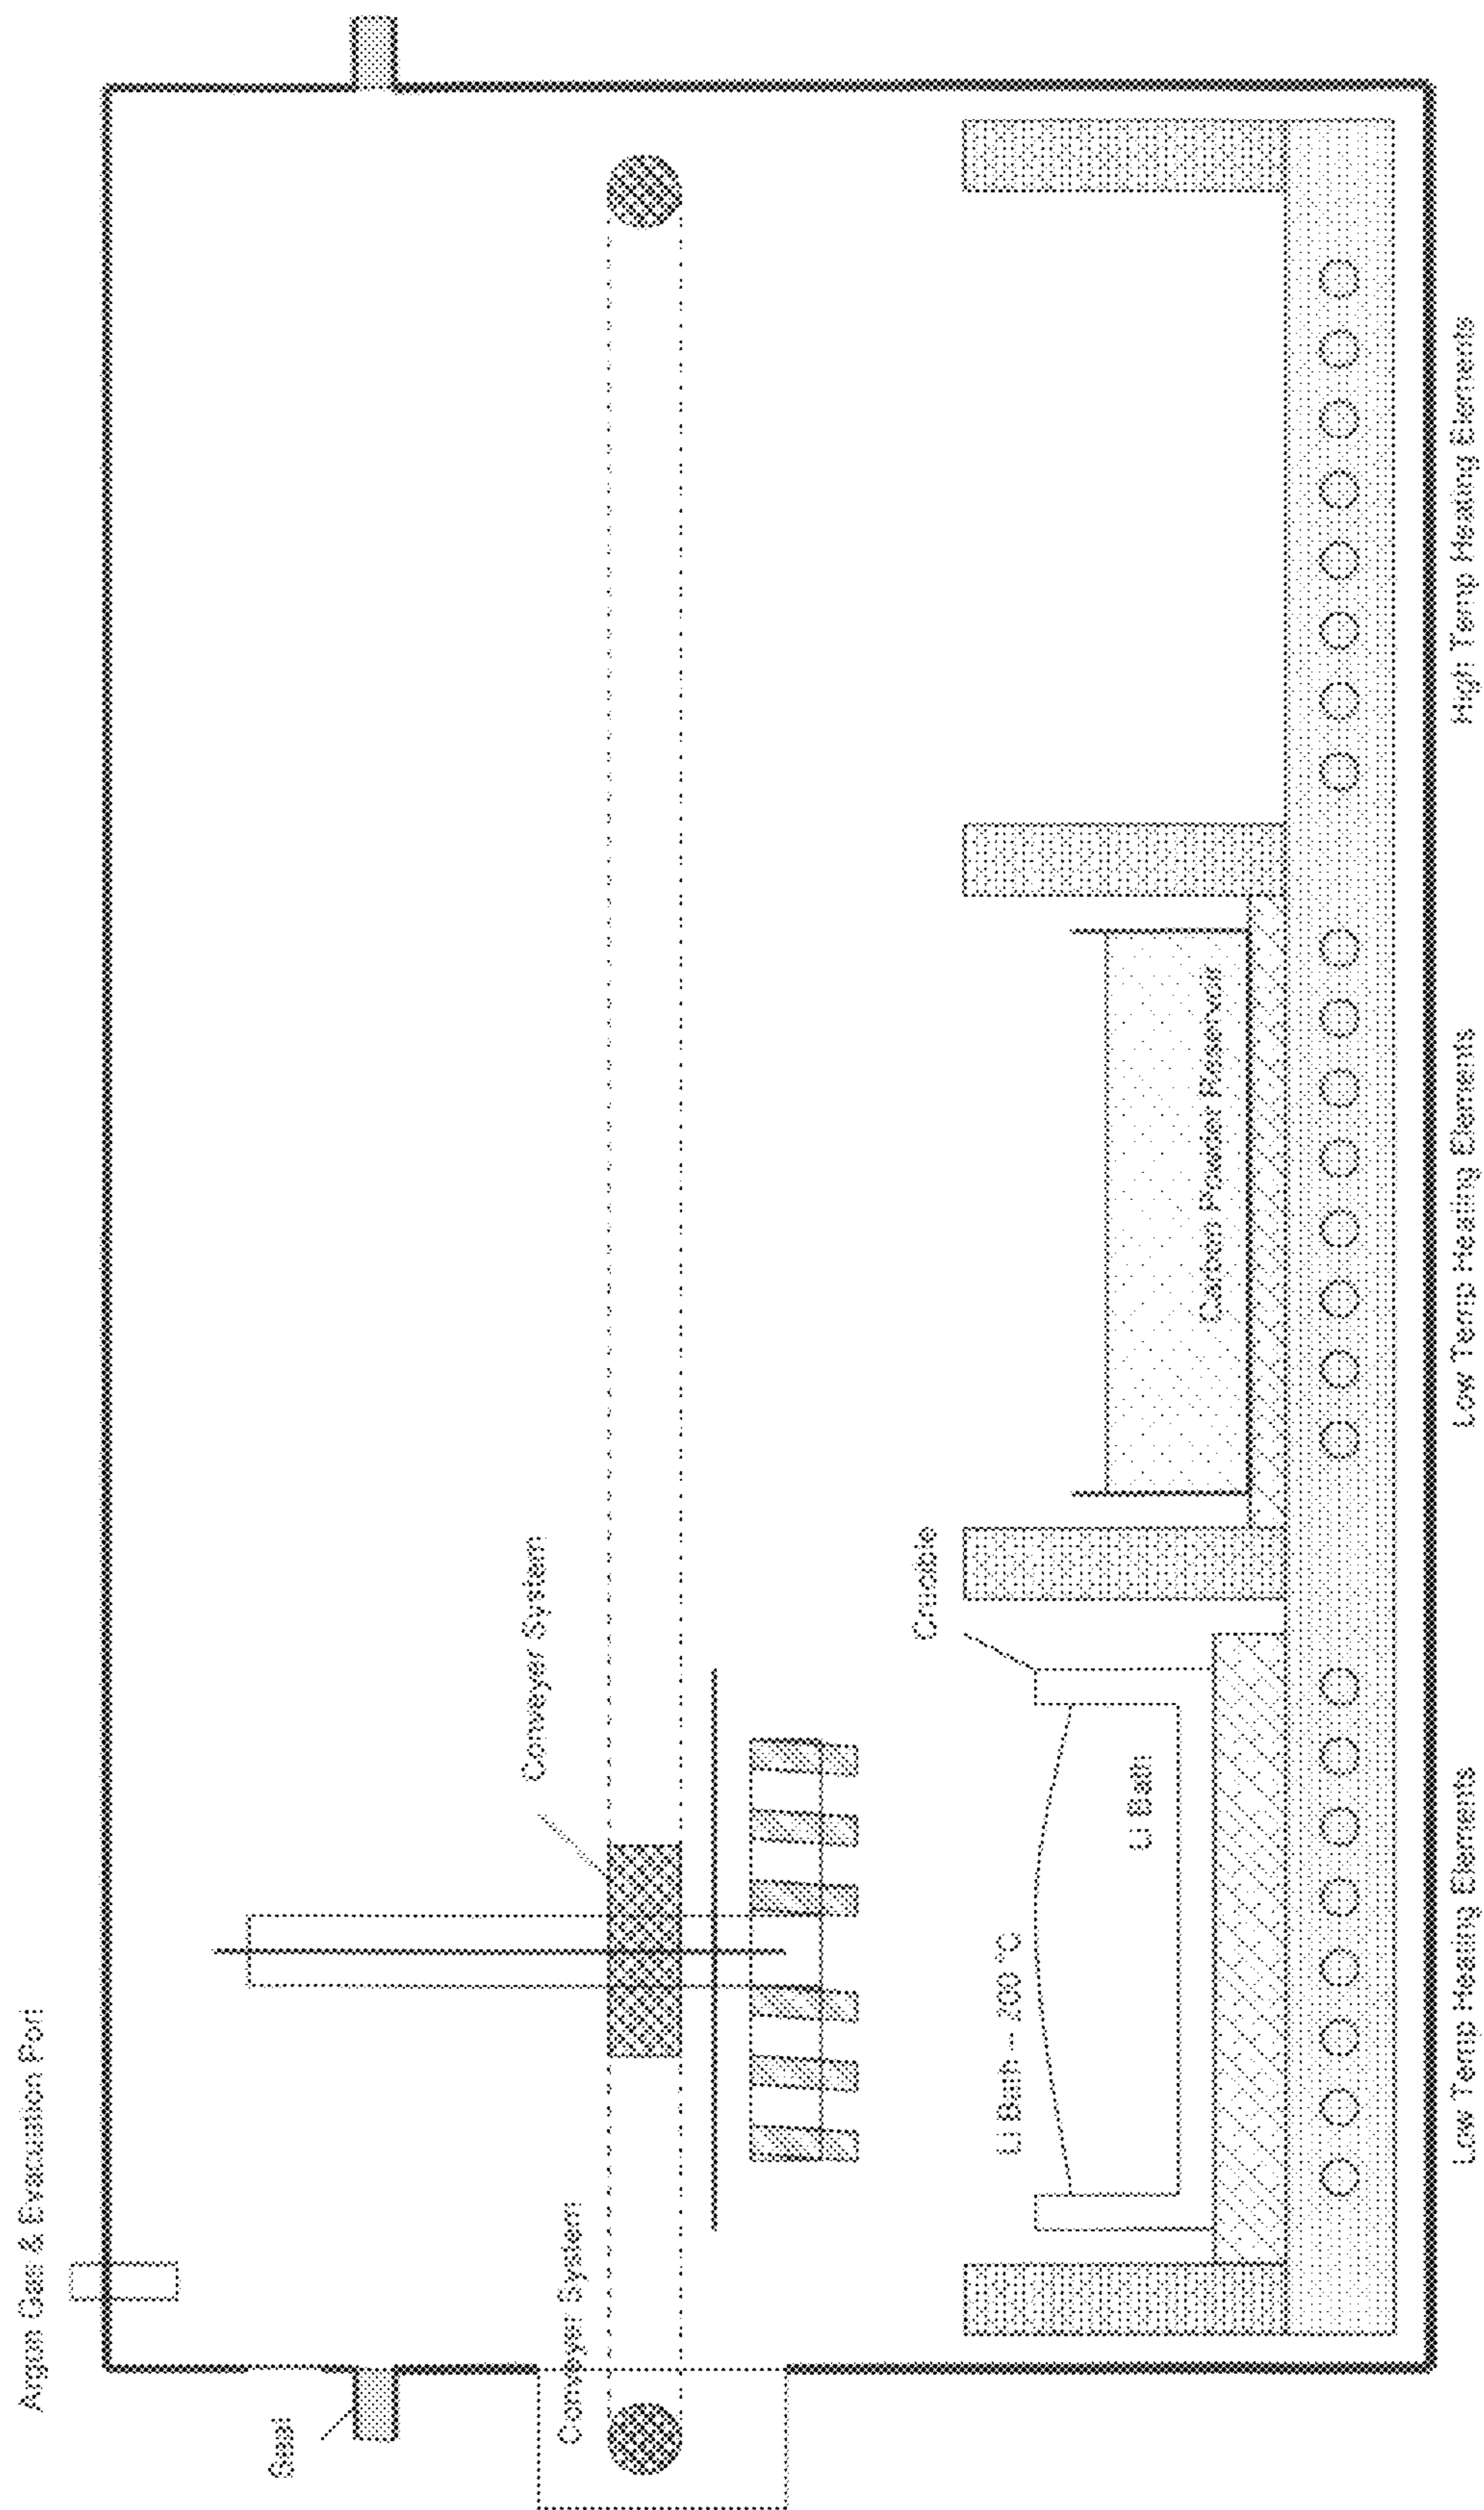 Argon Gas & Evacuation Port
Seal
Conveyer System
Conveyer System
Crucible
Li Bath – 200 °C
Li Bath
Carbon Powder Reservoir
Low Temp Heating Elements
Low Temp Heating Elements
High Temp Heating Elements